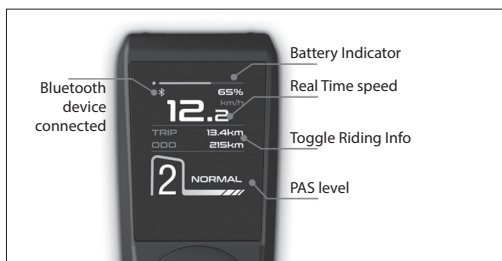 Battery Indicator
Bluetooth
device
connected
65%
km/h
12.2
Real Time speed
TRIP 13.4km
ODO 215km
Toggle Riding Info
2 NORMAL
PAS level